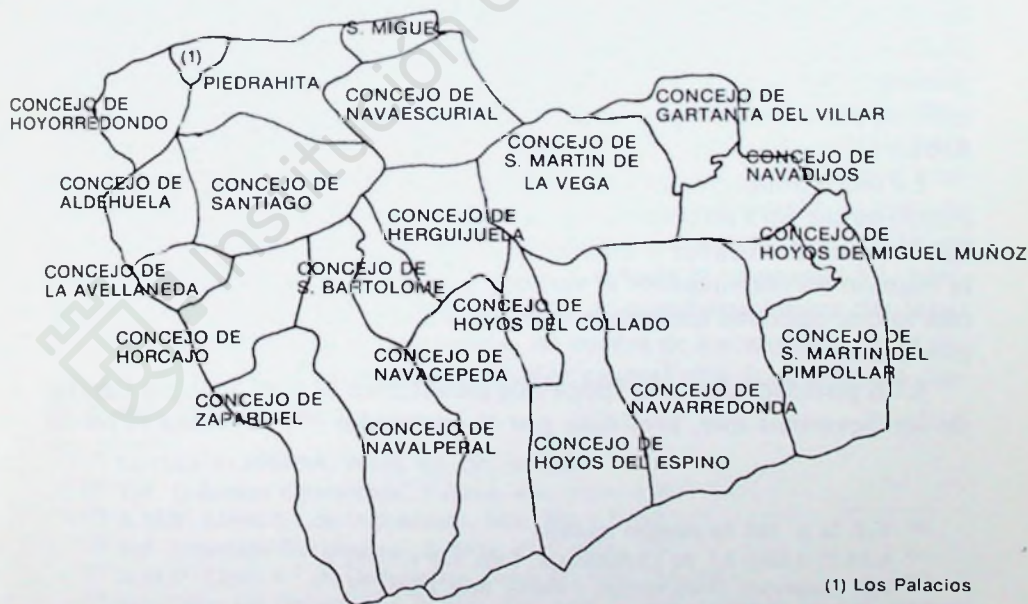 S. MIGUEL
(1)
PIEDRAHITA
CONCEJO DE
HOYORREDONDO
CONCEJO DE
NAVAESCURIAL
CONCEJO DE
GARTANTA DEL VILLAR
CONCEJO DE
S. MARTIN DE
LA VEGA
CONCEJO DE
NAVADIJOS
CONCEJO DE
ALDEHUELA
CONCEJO DE
SANTIAGO
CONCEJO DE
HERGUIJUELA
CONCEJO DE
HOYOS DE MIGUEL MUÑOZ
CONCEJO DE
LA AVELLANEDA
CONCEJO DE
S. BARTOLOME
CONCEJO DE
HOYOS DEL COLLADO
CONCEJO DE
HORCAJO
CONCEJO DE
NAVACEPEDA
CONCEJO DE
S. MARTIN DEL
PIMPOLLAR
CONCEJO DE
ZAPARDIEL
CONCEJO DE
NAVARREDONDA
CONCEJO DE
NAVALPERAL
CONCEJO DE
HOYOS DEL ESPINO
(1) Los Palacios
Institución